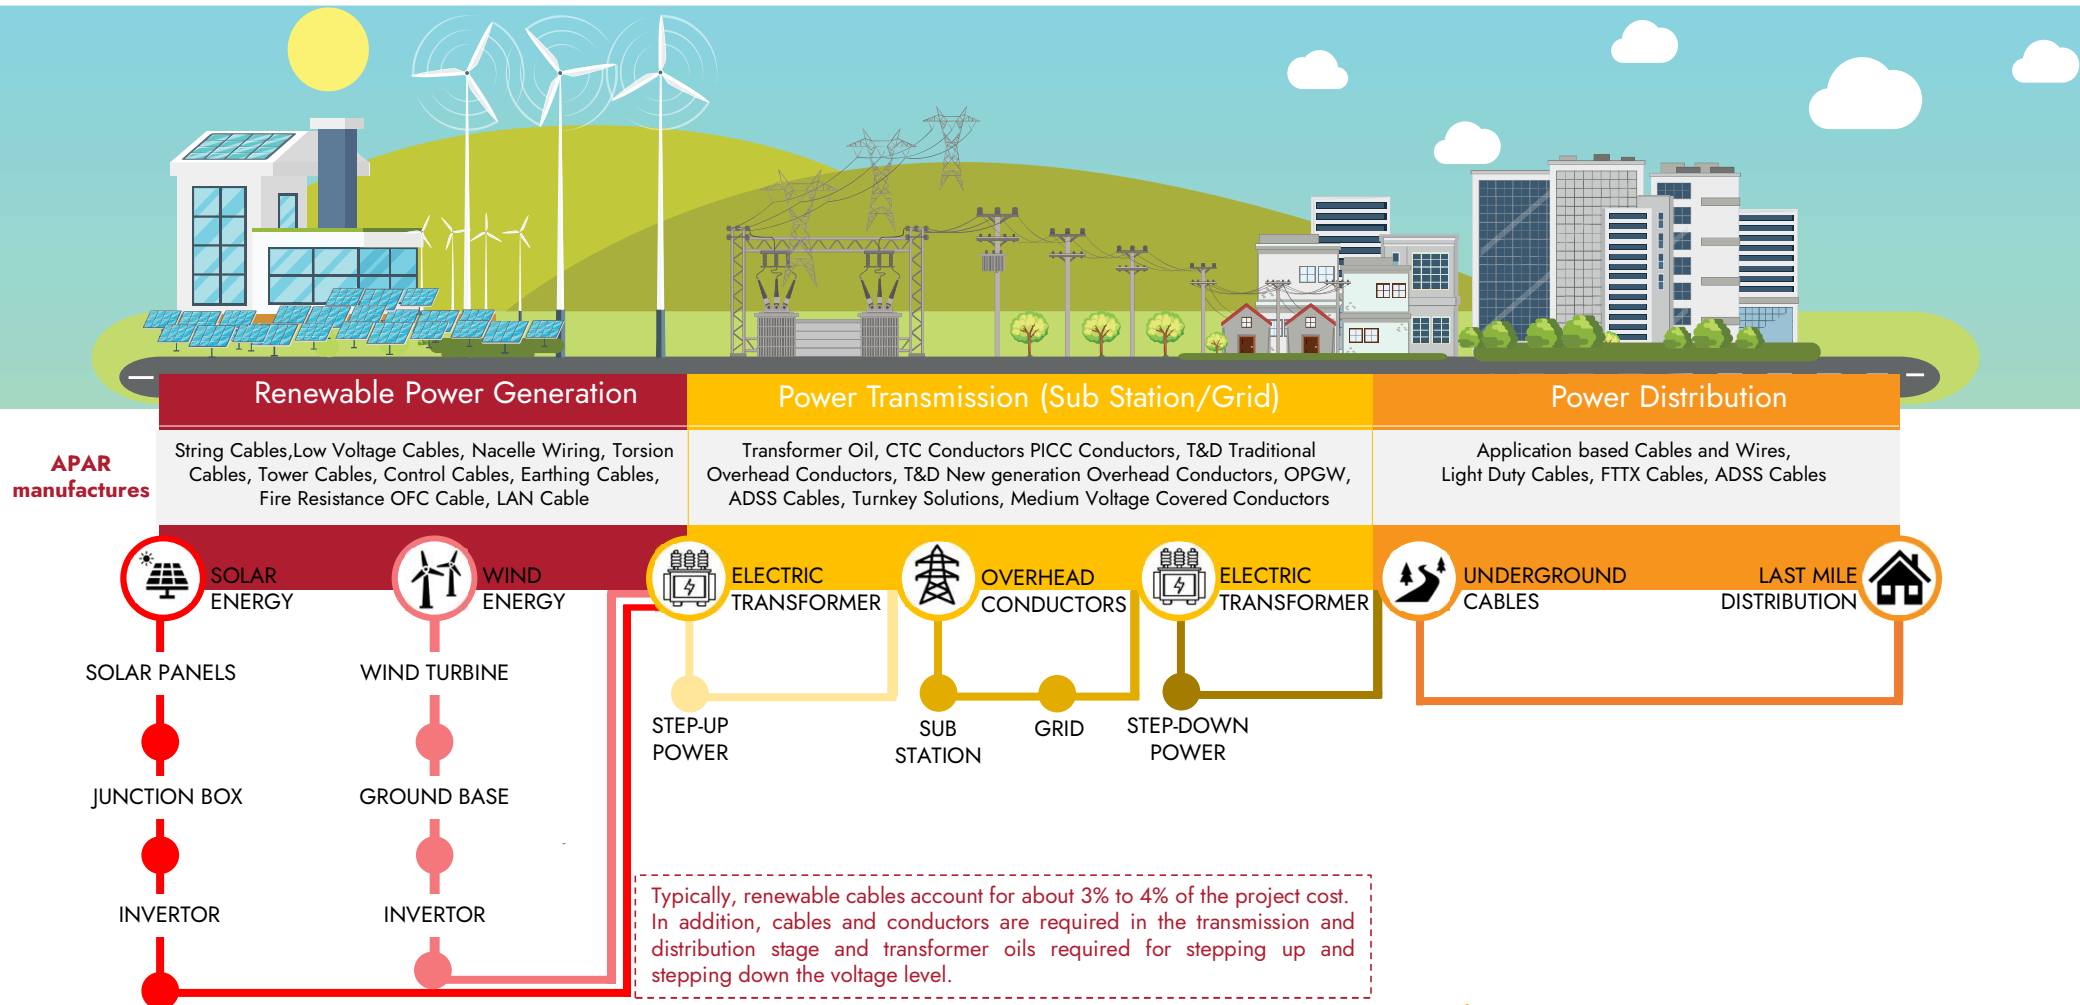 Renewable Power Generation
Power Transmission (Sub Station/Grid)
Power Distribution
APAR
manufactures
String Cables,Low Voltage Cables, Nacelle Wiring, Torsion
Cables, Tower Cables, Control Cables, Earthing Cables,
Fire Resistance OFC Cable, LAN Cable
Transformer Oil, CTC Conductors PICC Conductors, T&D Traditional
Overhead Conductors, T&D New generation Overhead Conductors, OPGW,
ADSS Cables, Turnkey Solutions, Medium Voltage Covered Conductors
Application based Cables and Wires,
Light Duty Cables, FTTX Cables, ADSS Cables
SOLAR
ENERGY
WIND
ENERGY
ELECTRIC
TRANSFORMER
OVERHEAD
CONDUCTORS
ELECTRIC
TRANSFORMER
UNDERGROUND
CABLES
LAST MILE
DISTRIBUTION
SOLAR PANELS
WIND TURBINE
STEP-UP
POWER
SUB
STATION
GRID
STEP-DOWN
POWER
JUNCTION BOX
GROUND BASE
INVERTOR
INVERTOR
Typically, renewable cables account for about 3% to 4% of the project cost.
In addition, cables and conductors are required in the transmission and
distribution stage and transformer oils required for stepping up and
stepping down the voltage level.